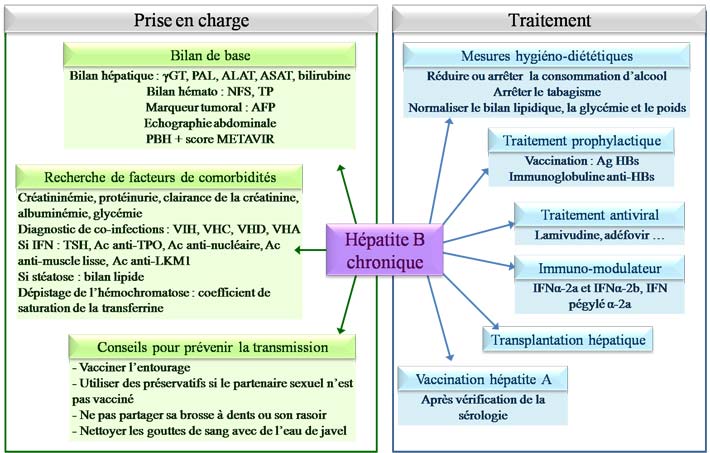 Prise en charge
Bilan de base
Bilan hépatique : γGT, PAL, ALAT, ASAT, bilirubine
Bilan hémato : NFS, TP
Marqueur tumoral : AFP
Echographie abdominale
PBH + score METAVIR
Recherche de facteurs de comorbidités
Créatininémie, protéinurie, clairance de la créatinine,
albuminémie, glycémie
Diagnostic de co-infections : VIH, VHC, VHD, VHA
Si IFN : TSH, Ac anti-TPO, Ac anti-nucléaire, Ac
anti-muscle lisse, Ac anti-LKM1
Si stéatose : bilan lipide
Dépistage de l’hémochromatose : coefficient de
saturation de la transferrine
Conseils pour prévenir la transmission
- Vacciner l’entourage
- Utiliser des préservatifs si le partenaire sexuel n’est
pas vacciné
- Ne pas partager sa brosse à dents ou son rasoir
- Nettoyer les gouttes de sang avec de l’eau de javel
Hépatite B
chronique
Traitement
Mesures hygiéno-diététiques
Réduire ou arrêter la consommation d’alcool
Arrêter le tabagisme
Normaliser le bilan lipidique, la glycémie et le poids
Traitement prophylactique
Vaccination : Ag HBs
Immunoglobuline anti-HBs
Traitement antiviral
Lamivudine, adéfovir ...
Immuno-modulateur
IFNα-2a et IFNα-2b, IFN
pégylé α-2a
Transplantation hépatique
Vaccination hépatite A
Après vérification de la
sérologie